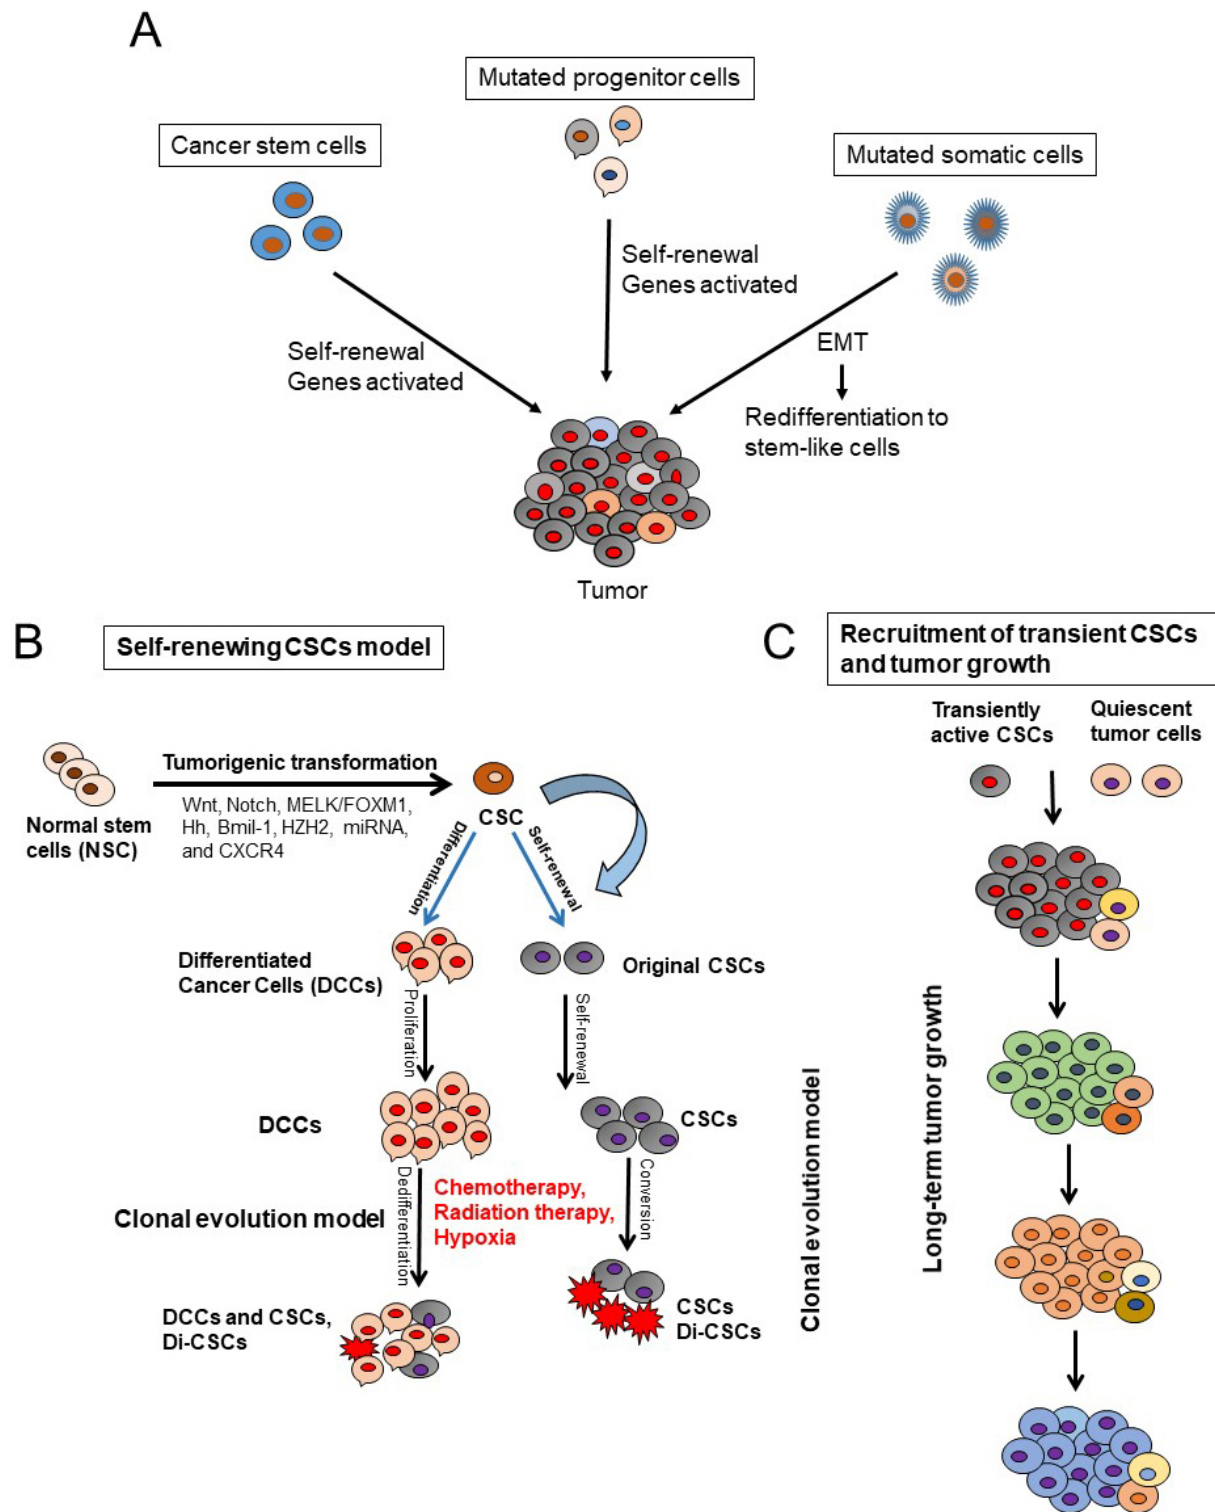 A
Mutated progenitor cells
Cancer stem cells
Mutated somatic cells
Self-renewal
Genes activated
Self-renewal
Genes activated
EMT
Redifferentiation to
stem-like cells
Tumor
B
Self-renewing CSCs model
Normal stem
cells (NSC)
Tumorigenic transformation
Wnt, Notch, MELK/FOXM1,
Hh, Bmil-1, HZH2, miRNA,
and CXCR4
CSC
Differentiation
Self-renewal
Differentiated
Cancer Cells (DCCs)
Original CSCs
Proliferation
Self-renewal
DCCs
CSCs
Clonal evolution model
Dedifferentiation
Chemotherapy,
Radiation therapy,
Hypoxia
Conversion
DCCs and CSCs,
Di-CSCs
CSCs
Di-CSCs
C
Recruitment of transient CSCs
and tumor growth
Transiently
active CSCs
Quiescent
tumor cells
Clonal evolution model
Long-term tumor growth